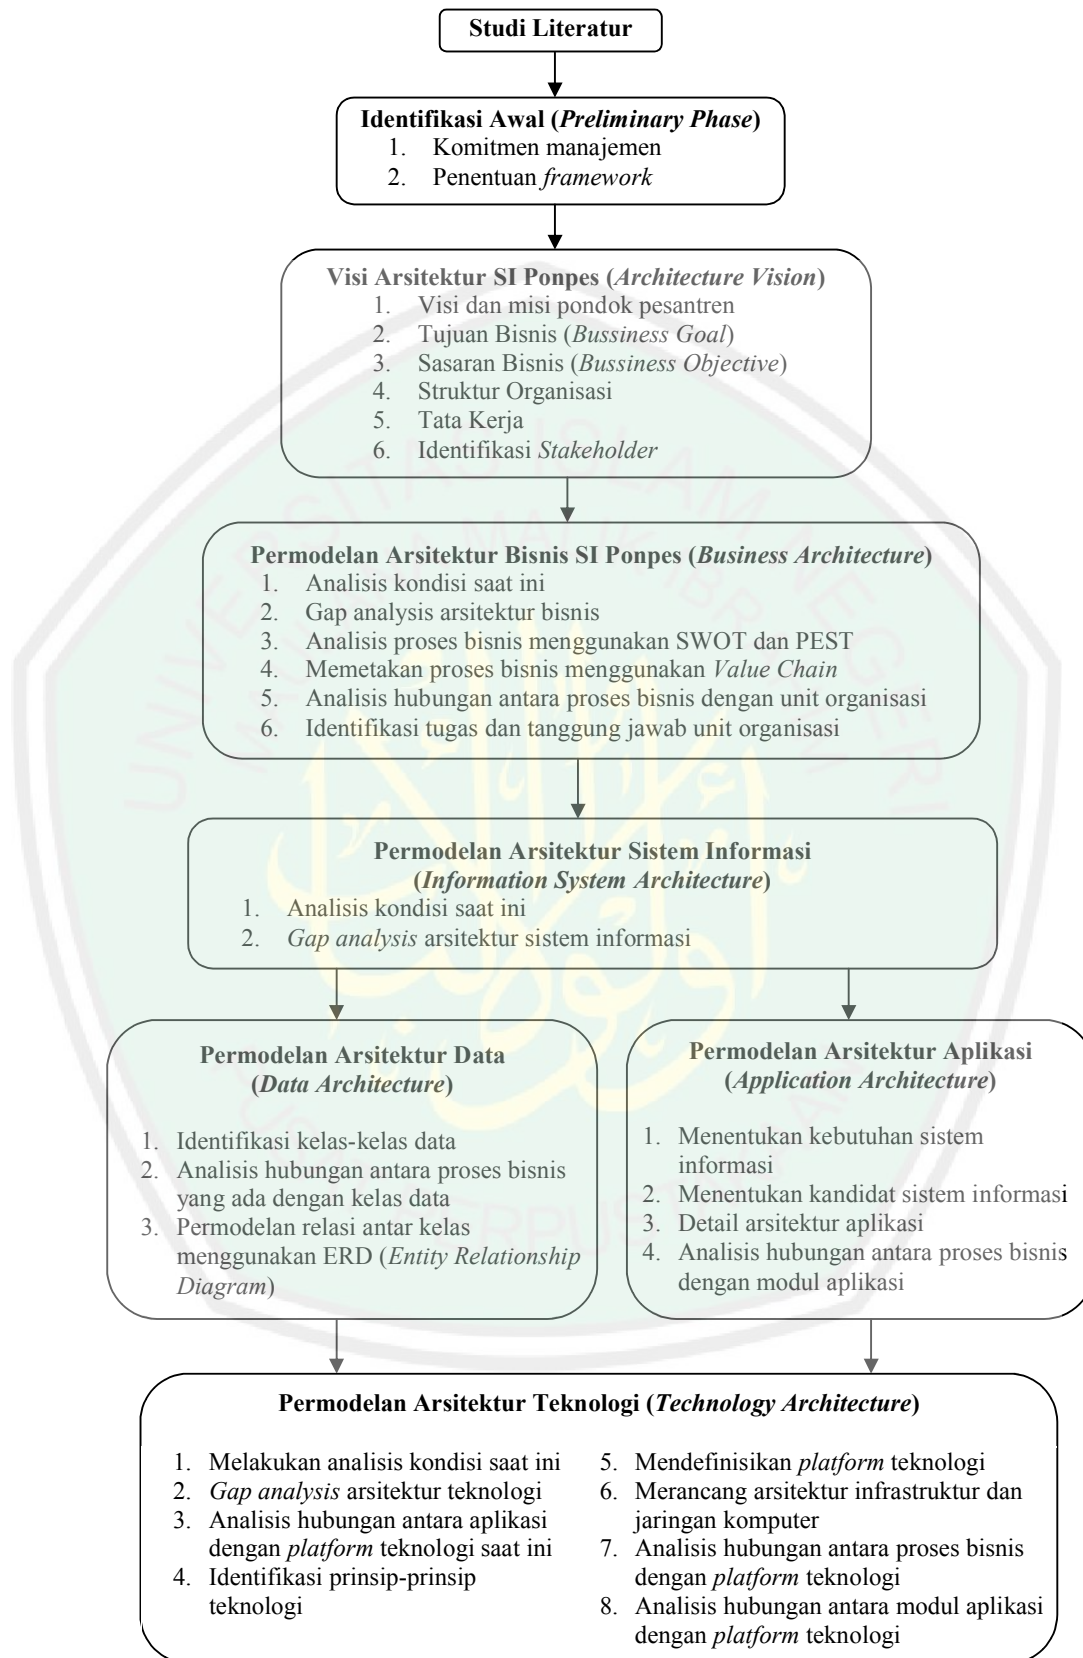 Studi Literatur
Identifikasi Awal (Preliminary Phase)
1. Komitmen manajemen
2. Penentuan framework
Visi Arsitektur SI Ponpes (Architecture Vision)
1. Visi dan misi pondok pesantren
2. Tujuan Bisnis (Bussiness Goal)
3. Sasaran Bisnis (Bussiness Objective)
4. Struktur Organisasi
5. Tata Kerja
6. Identifikasi Stakeholder
Permodelan Arsitektur Bisnis SI Ponpes (Business Architecture)
1. Analisis kondisi saat ini
2. Gap analysis arsitektur bisnis
3. Analisis proses bisnis menggunakan SWOT dan PEST
4. Memetakan proses bisnis menggunakan Value Chain
5. Analisis hubungan antara proses bisnis dengan unit organisasi
6. Identifikasi tugas dan tanggung jawab unit organisasi
Permodelan Arsitektur Sistem Informasi
(Information System Architecture)
1. Analisis kondisi saat ini
2. Gap analysis arsitektur sistem informasi
Permodelan Arsitektur Data
(Data Architecture)
1. Identifikasi kelas-kelas data
2. Analisis hubungan antara proses bisnis
yang ada dengan kelas data
3. Permodelan relasi antar kelas
menggunakan ERD (Entity Relationship
Diagram)
Permodelan Arsitektur Aplikasi
(Application Architecture)
1. Menentukan kebutuhan sistem
informasi
2. Menentukan kandidat sistem informasi
3. Detail arsitektur aplikasi
4. Analisis hubungan antara proses bisnis
dengan modul aplikasi
Permodelan Arsitektur Teknologi (Technology Architecture)
1. Melakukan analisis kondisi saat ini
2. Gap analysis arsitektur teknologi
3. Analisis hubungan antara aplikasi
dengan platform teknologi saat ini
4. Identifikasi prinsip-prinsip
teknologi
5. Mendefinisikan platform teknologi
6. Merancang arsitektur infrastruktur dan
jaringan komputer
7. Analisis hubungan antara proses bisnis
dengan platform teknologi
8. Analisis hubungan antara modul aplikasi
dengan platform teknologi
UNIVERSITAS ISLAM NEGERI
MAULANA MALIK IBRAHIM